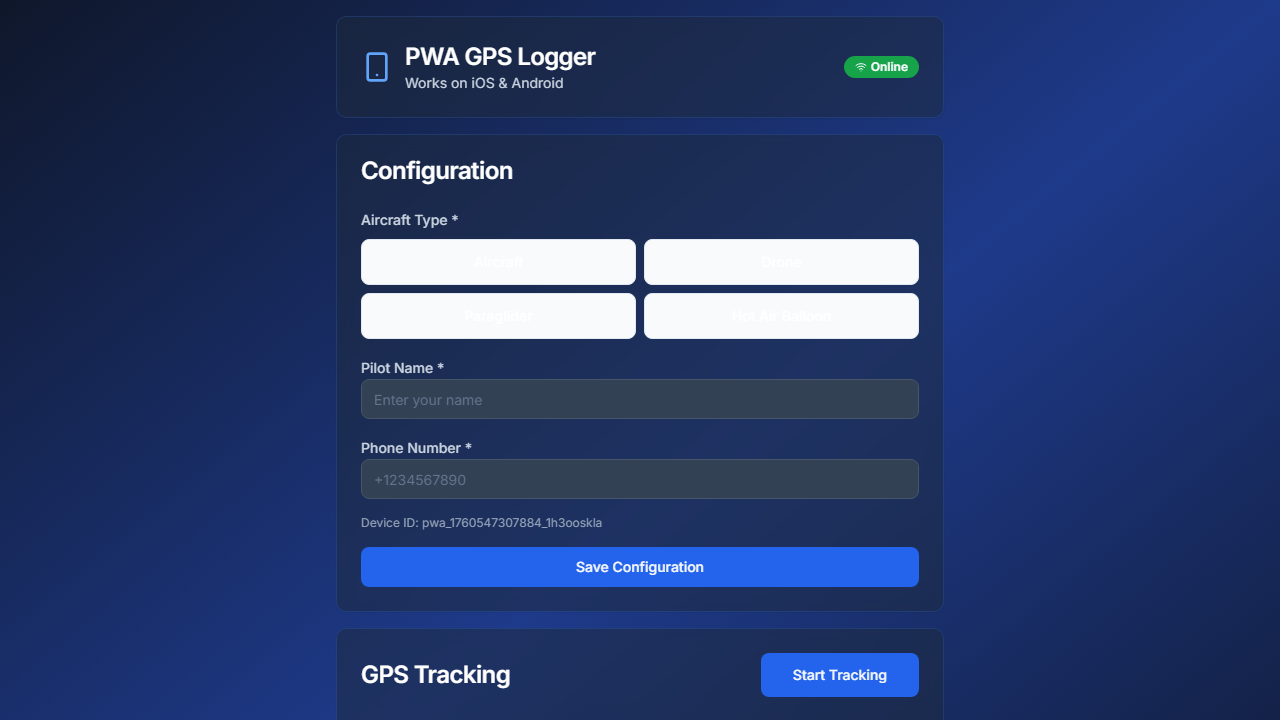 PWA GPS Logger
Works on iOS & Android
Online
Configuration
Aircraft Type *
Aircraft
Drone
Paraglider
Hot Air Balloon
Pilot Name *
Enter your name
Phone Number *
+1234567890
Device ID: pwa_1760547307884_1h3ooskla
Save Configuration
GPS Tracking
Start Tracking